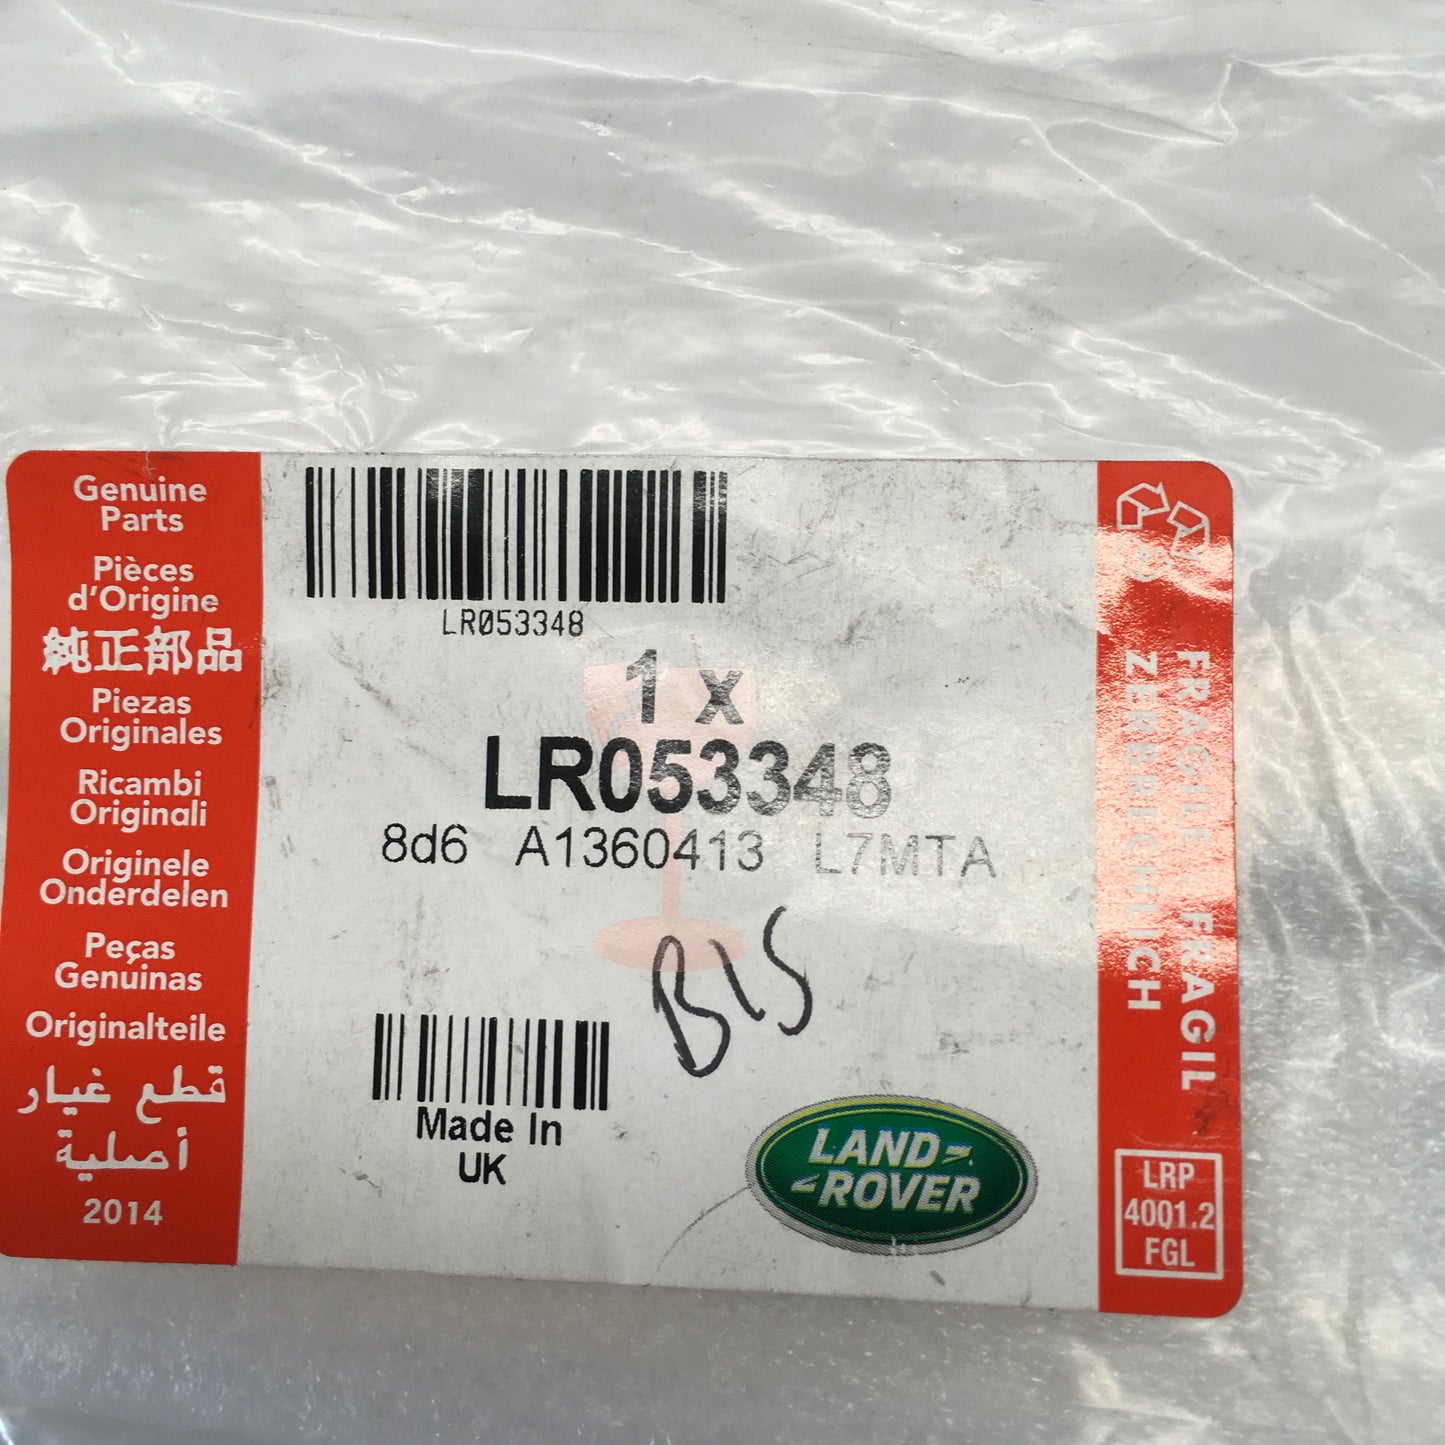 Genuine
Parts
Pièces
d'Origine
純正部品
Piezas
Originales
Ricambi
Originali
Originele
Onderdelen
Peças
Genuinas
Originalteile
قطع غيار
أصلية
2014
LR053348
1 x
LR053348
8d6 A1360413 L7MTA
B15
Made In
UK
LAND
ROVER
FRAGILE : FRAGIL
ZERBRECHLICH
LRP
4001.2
FGL